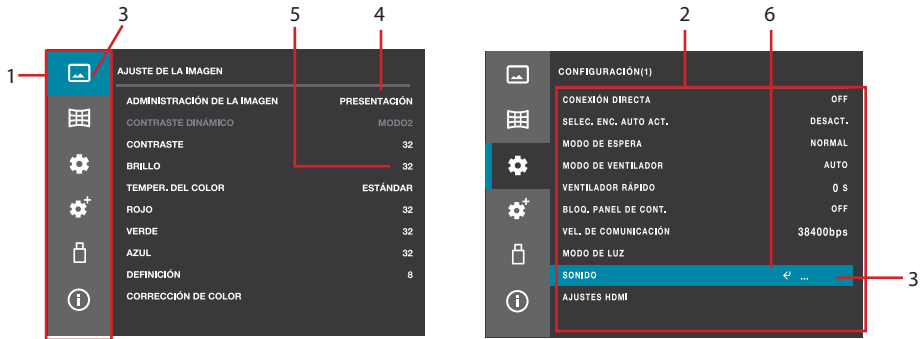 3 5 4
1
AJUSTE DE LA IMAGEN
ADMINISTRACIÓN DE LA IMAGEN PRESENTACIÓN
CONTRASTE DINÁMICO MODO2
CONTRASTE 32
BRILLO 32
TEMPER. DEL COLOR ESTÁNDAR
ROJO 32
VERDE 32
AZUL 32
DEFINICIÓN 8
CORRECCIÓN DE COLOR
2 6
CONFIGURACIÓN(1)
CONEXIÓN DIRECTA OFF
SELEC. ENC. AUTO ACT. DESACT.
MODO DE ESPERA NORMAL
MODO DE VENTILADOR AUTO
VENTILADOR RÁPIDO 0 S
BLOQ. PANEL DE CONT. OFF
VEL. DE COMUNICACIÓN 38400bps
MODO DE LUZ
SONIDO ...
3
AJUSTES HDMI